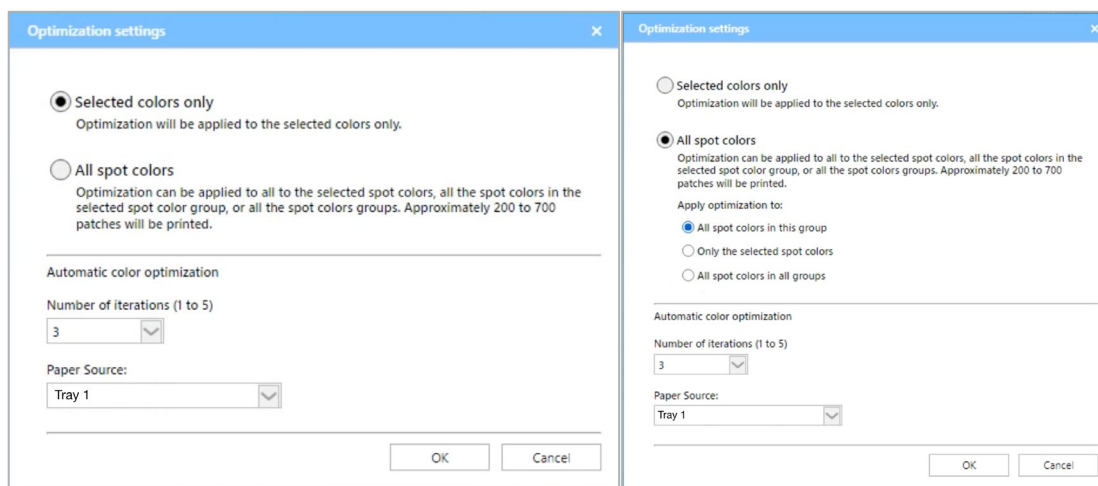 Optimization settings
Selected colors only
Optimization will be applied to the selected colors only.
All spot colors
Optimization can be applied to all to the selected spot colors, all the spot colors in the
selected spot color group, or all the spot colors groups. Approximately 200 to 700
patches will be printed.
Automatic color optimization
Number of iterations (1 to 5)
3
Paper Source:
Tray 1
OK
Cancel
Optimization settings
Selected colors only
Optimization will be applied to the selected colors only.
All spot colors
Optimization can be applied to all to the selected spot colors, all the spot colors in the
selected spot color group, or all the spot colors groups. Approximately 200 to 700
patches will be printed.
Apply optimization to:
All spot colors in this group
Only the selected spot colors
All spot colors in all groups
Automatic color optimization
Number of iterations (1 to 5)
3
Paper Source:
Tray 1
OK
Cancel